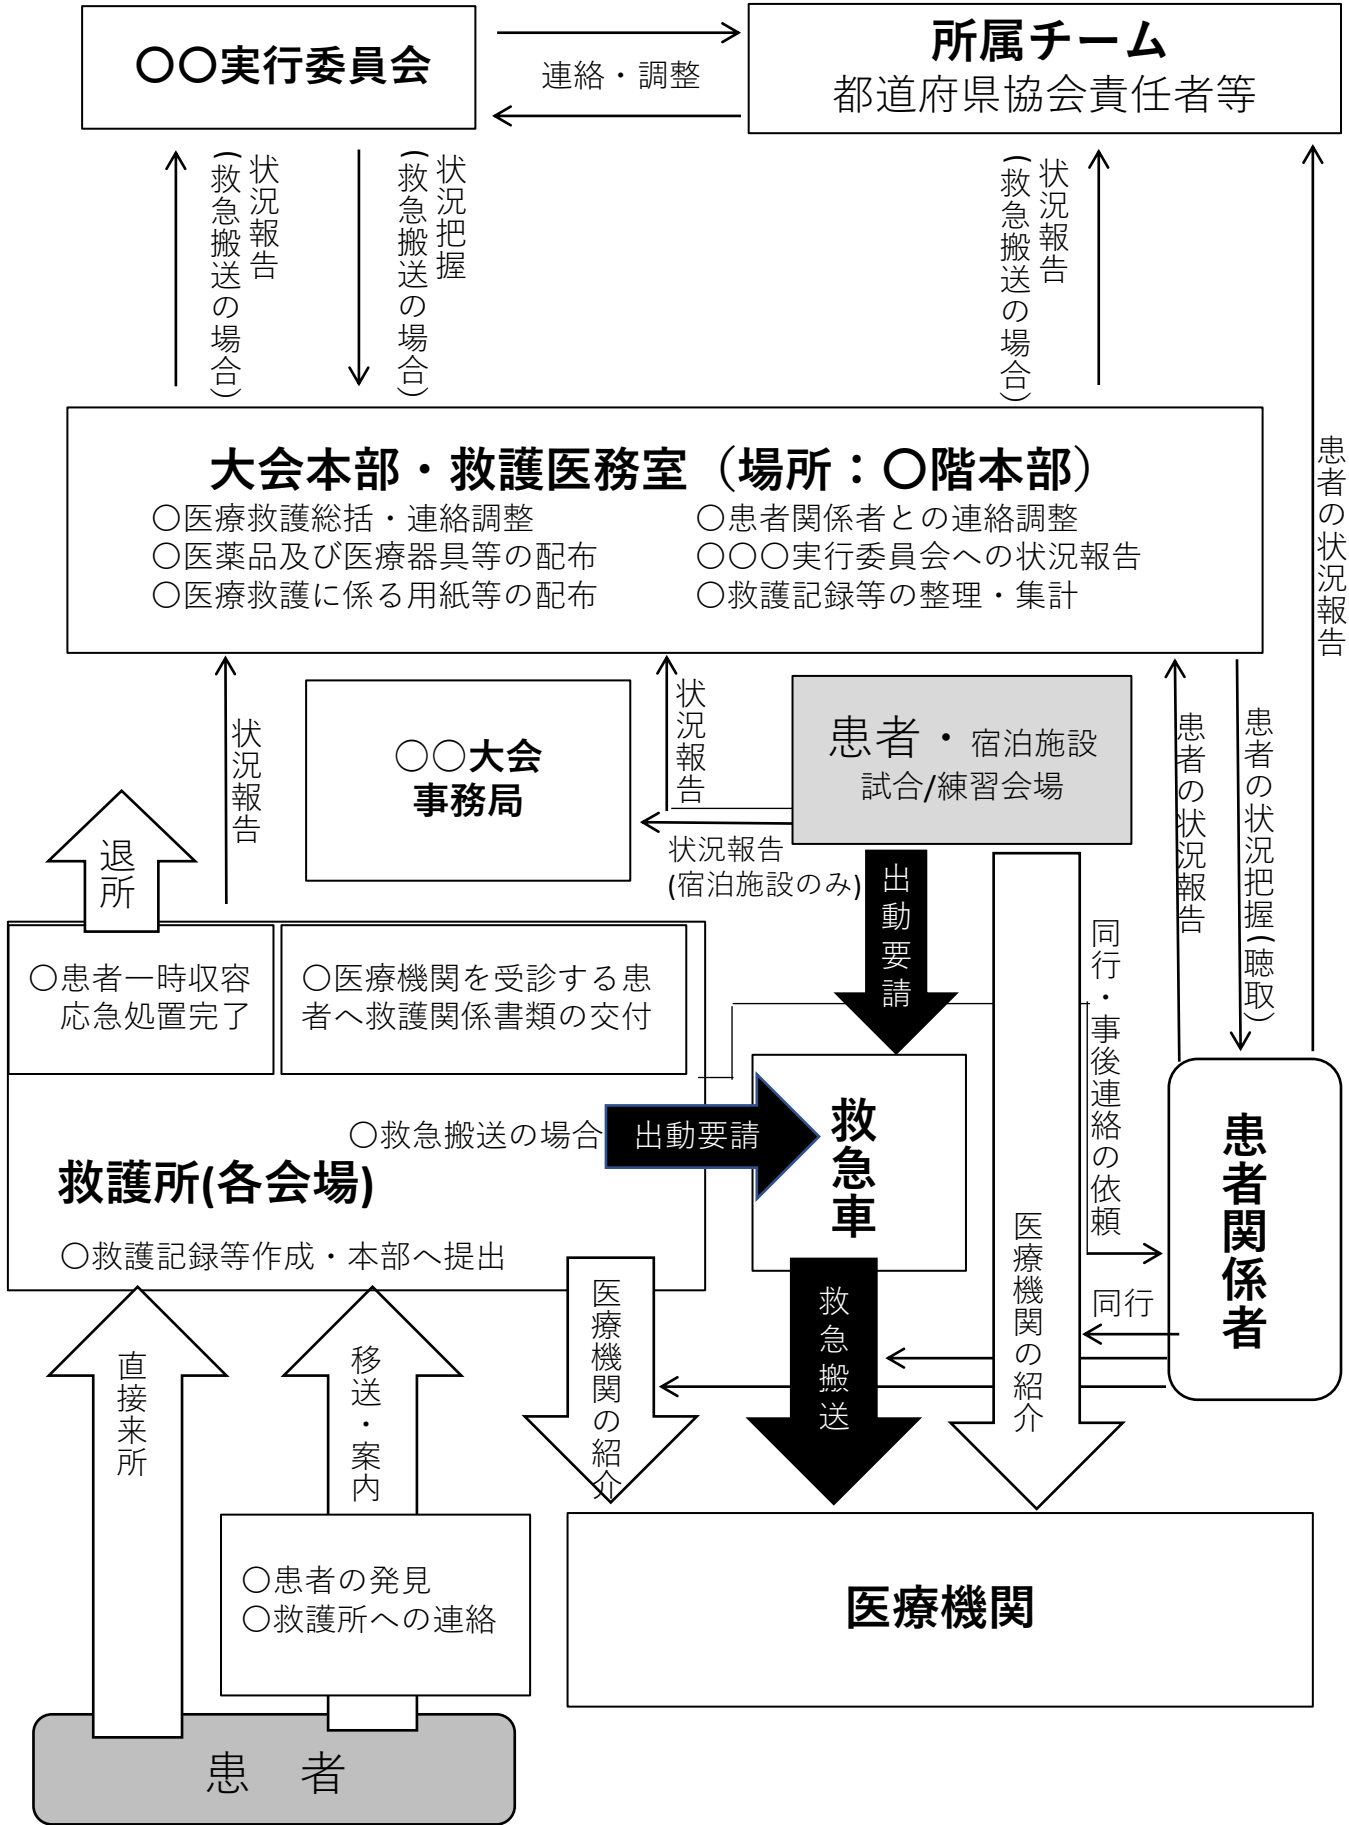 〇〇実行委員会
連絡・調整
所属チーム
都道府県協会責任者等
状況報告
(救急搬送の場合)
状況把握
(救急搬送の場合)
状況報告
(救急搬送の場合)
患者の状況報告
大会本部・救護医務室（場所：〇階本部）
〇医療救護総括・連絡調整
〇医薬品及び医療器具等の配布
〇医療救護に係る用紙等の配布
〇患者関係者との連絡調整
〇〇〇実行委員会への状況報告
〇救護記録等の整理・集計
状況報告
〇〇大会
事務局
状況報告
患者・宿泊施設
試合/練習会場
状況報告
(宿泊施設のみ)
患者の状況報告
患者の状況把握(聴取)
退所
出動要請
〇患者一時収容
応急処置完了
〇医療機関を受診する患
者へ救護関係書類の交付
同行・事後連絡の依頼
〇救急搬送の場合
出動要請
救急車
患者関係者
救護所(各会場)
〇救護記録等作成・本部へ提出
医療機関の紹介
救急搬送
医療機関の紹介
同行
直接来所
移送・案内
〇患者の発見
〇救護所への連絡
医療機関
患　者